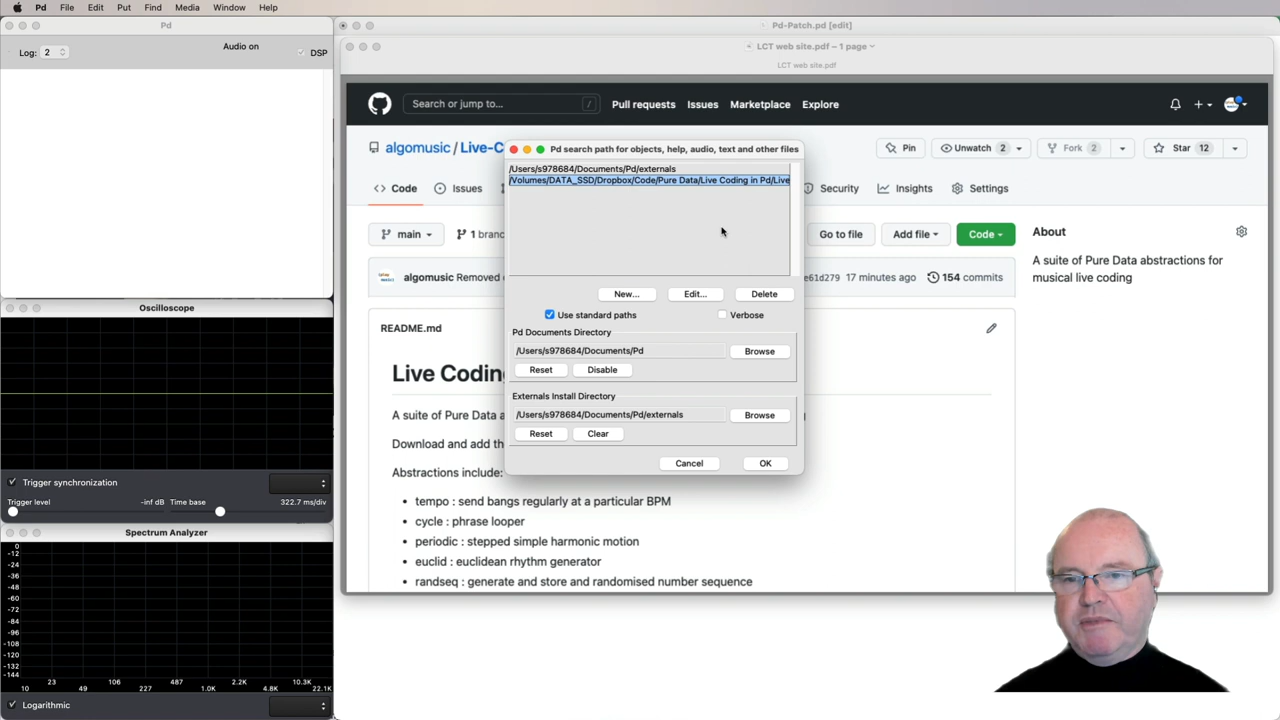 Pd File Edit Put Find Media Window Help
Pd
Log: 2
Audio on
DSP
Pd-Patch.pd [edit]
LCT web site.pdf – 1 page
LCT web site.pdf
Search or jump to... /
Pull requests Issues Marketplace Explore
algomusic / Live-C
Pin Unwatch 2 Fork 2 Star 12
Code Issues Security Insights Settings
main 1 branc Go to file Add file Code
algomusic Removed e61d279 17 minutes ago 154 commits
About
A suite of Pure Data abstractions for
musical live coding
README.md
Live Coding
A suite of Pure Data a
Download and add th
Abstractions include:
tempo : send bangs regularly at a particular BPM
cycle : phrase looper
periodic : stepped simple harmonic motion
euclid : euclidean rhythm generator
randseq : generate and store and randomised number sequence
Pd search path for objects, help, audio, text and other files
/Users/s978684/Documents/Pd/externals
/Volumes/DATA_SSD/Dropbox/Code/Pure Data/Live Coding in Pd/Live
New... Edit... Delete
Use standard paths Verbose
Pd Documents Directory
/Users/s978684/Documents/Pd Browse
Reset Disable
Externals Install Directory
/Users/s978684/Documents/Pd/externals Browse
Reset Clear
Cancel OK
Oscilloscope
Trigger synchronization
Trigger level -inf dB Time base 322.7 ms/div
Spectrum Analyzer
0
-12
-24
-36
-48
-60
-72
-84
-96
-108
-120
-132
-144
10 23 49 106 227 487 1.0K 2.2K 4.8K 10.3K 22.1K
Logarithmic